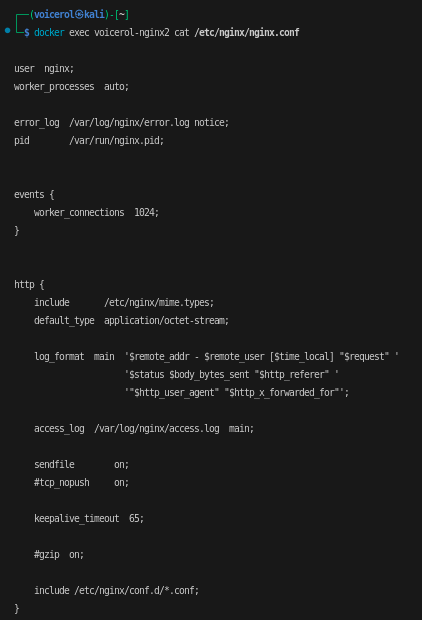 ┌──(voicerol㉿kali)-[~]
└─$ docker exec voicerol-nginx2 cat /etc/nginx/nginx.conf

user  nginx;
worker_processes  auto;

error_log  /var/log/nginx/error.log notice;
pid        /var/run/nginx.pid;


events {
    worker_connections  1024;
}


http {
    include       /etc/nginx/mime.types;
    default_type  application/octet-stream;

    log_format  main  '$remote_addr - $remote_user [$time_local] "$request" '
                      '$status $body_bytes_sent "$http_referer" '
                      '"$http_user_agent" "$http_x_forwarded_for"';

    access_log  /var/log/nginx/access.log  main;

    sendfile        on;
    #tcp_nopush     on;

    keepalive_timeout  65;

    #gzip  on;

    include /etc/nginx/conf.d/*.conf;
}